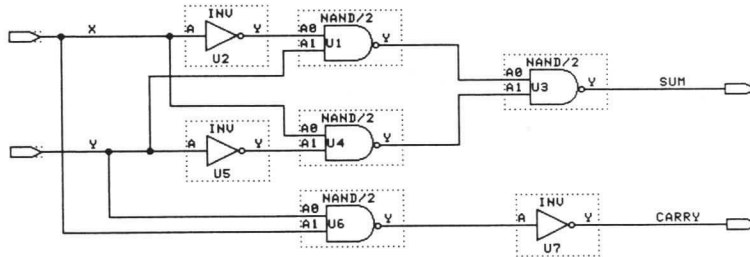 INV
NAND/2
X
A
Y
A0
A1
U1
Y
U2
NAND/2
A0
A1
U3
Y
SUM
NAND/2
INV
Y
A
Y
A0
A1
U4
Y
U5
NAND/2
A0
A1
U6
Y
INV
A
Y
CARRY
U7